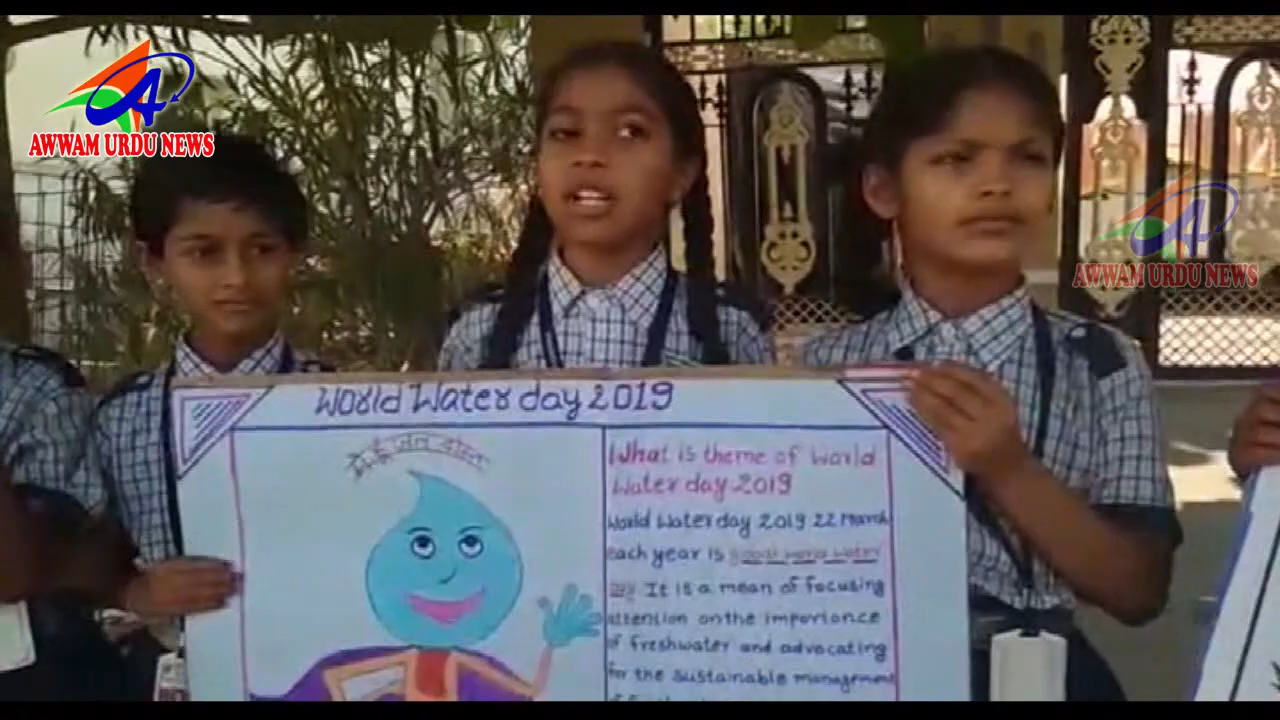 AWWAM URDU NEWS
AWWAM URDU NEWS
World Water day 2019
What is theme of World
Water day 2019
World Water day 2019 22 March
each year is
It is a mean of focusing
attension on the importance
of freshwater and advocating
for the sustainable management